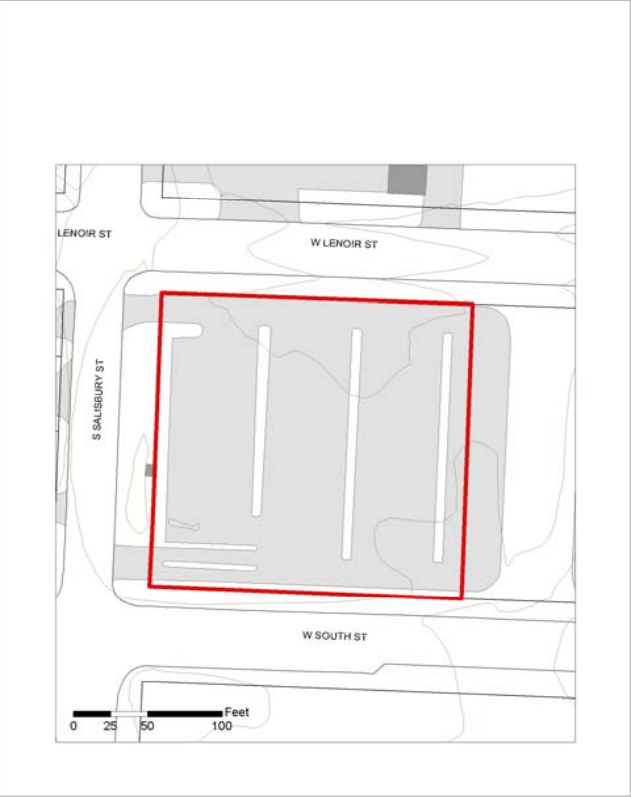 LENOIR ST
W LENOIR ST
S SALISBURY ST
W SOUTH ST
Feet
0 25 50 100